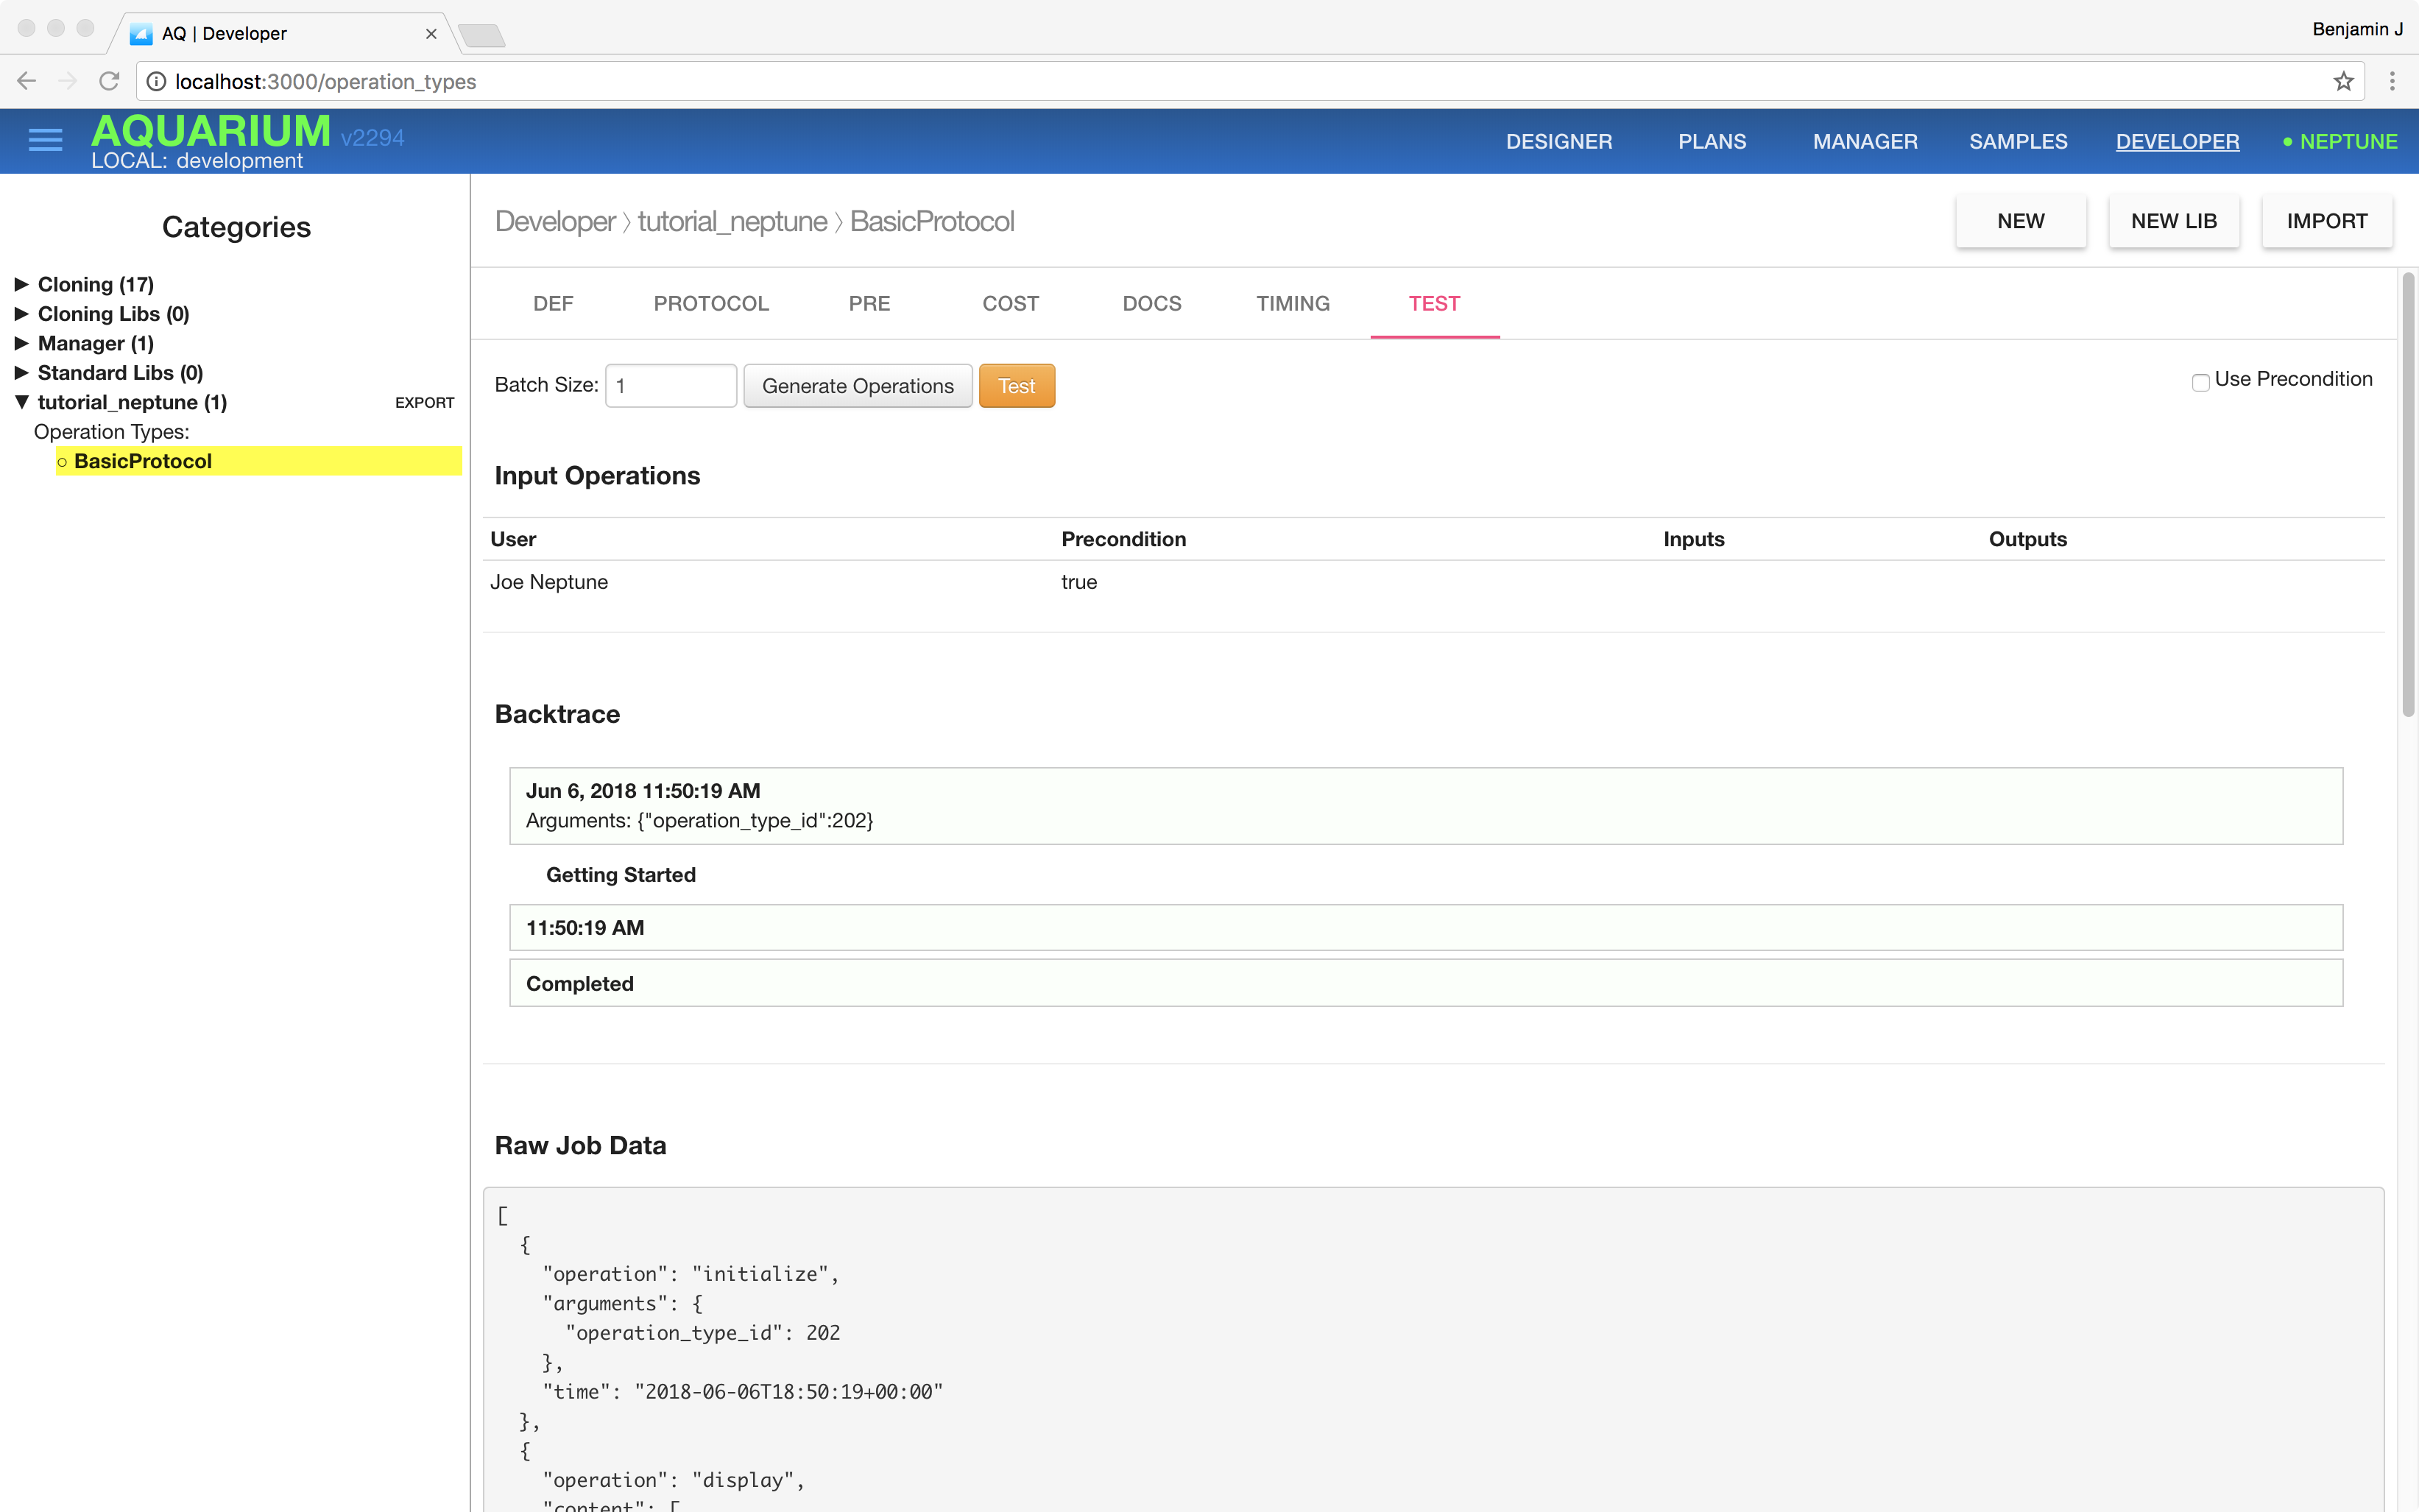 AQ | Developer
Benjamin J
localhost:3000/operation_types
AQUARIUM v2294
LOCAL: development
DESIGNER PLANS MANAGER SAMPLES DEVELOPER • NEPTUNE
Categories
▶ Cloning (17)
▶ Cloning Libs (0)
▶ Manager (1)
▶ Standard Libs (0)
▼ tutorial_neptune (1) EXPORT
Operation Types:
○ BasicProtocol
Developer 〉tutorial_neptune 〉BasicProtocol
NEW NEW LIB IMPORT
DEF PROTOCOL PRE COST DOCS TIMING TEST
Batch Size: 1 Generate Operations Test
Use Precondition
Input Operations
User Precondition Inputs Outputs
Joe Neptune true
Backtrace
Jun 6, 2018 11:50:19 AM
Arguments: {"operation_type_id":202}
Getting Started
11:50:19 AM
Completed
Raw Job Data
[
{
"operation": "initialize",
"arguments": {
"operation_type_id": 202
},
"time": "2018-06-06T18:50:19+00:00"
},
{
"operation": "display",
"content": [